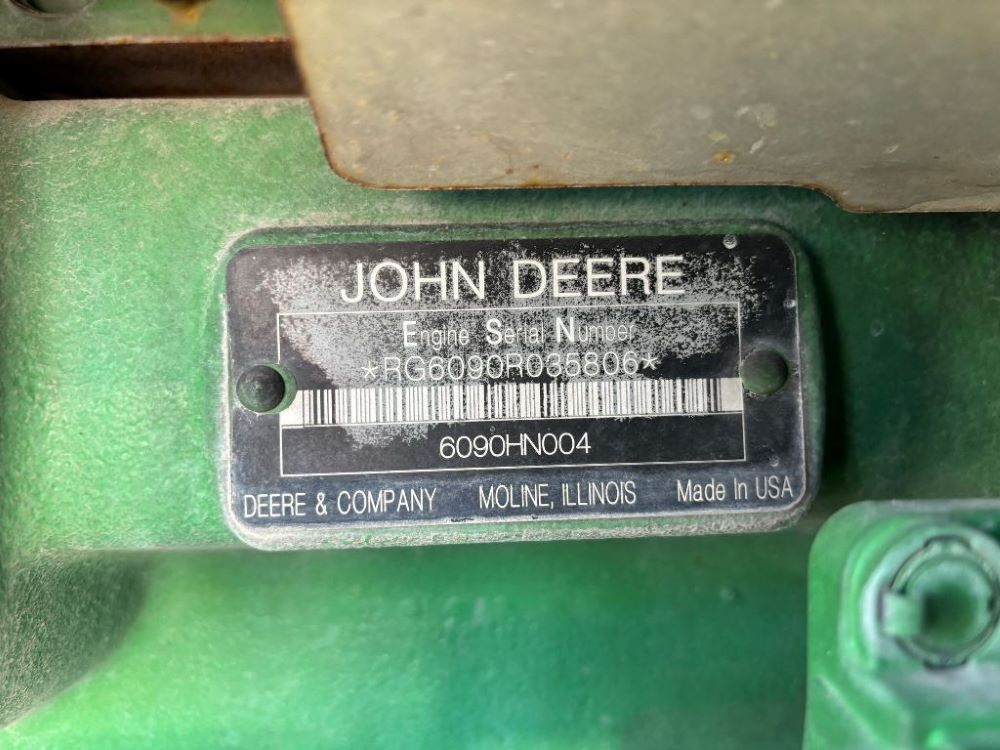 JOHN DEERE
Engine Serial Number
*RG6090R035806*
6090HN004
DEERE & COMPANY MOLINE, ILLINOIS Made In USA